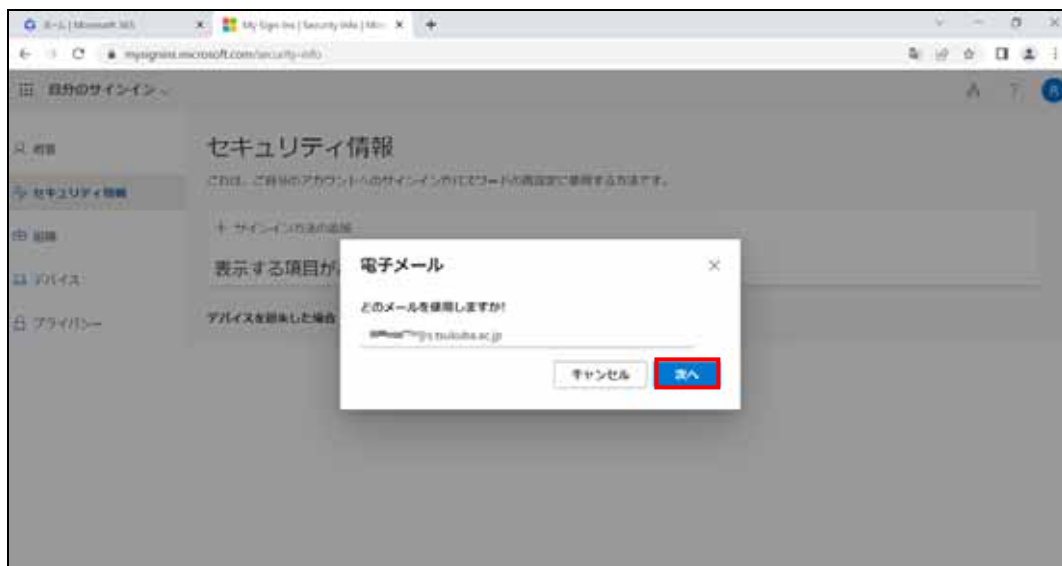 ホーム | Microsoft 365
My Sign-Ins | Security Info | Micr
mysignins.microsoft.com/security-info
自分のサインイン
概要
セキュリティ情報
組織
デバイス
プライバシー
セキュリティ情報
これは、ご自分のアカウントへのサインインやパスワードの再設定に使用する方法です。
+ サインイン方法の追加
表示する項目が
デバイスを紛失した場合
電子メール
どのメールを使用しますか?
@s.tsukuba.ac.jp
キャンセル
次へ